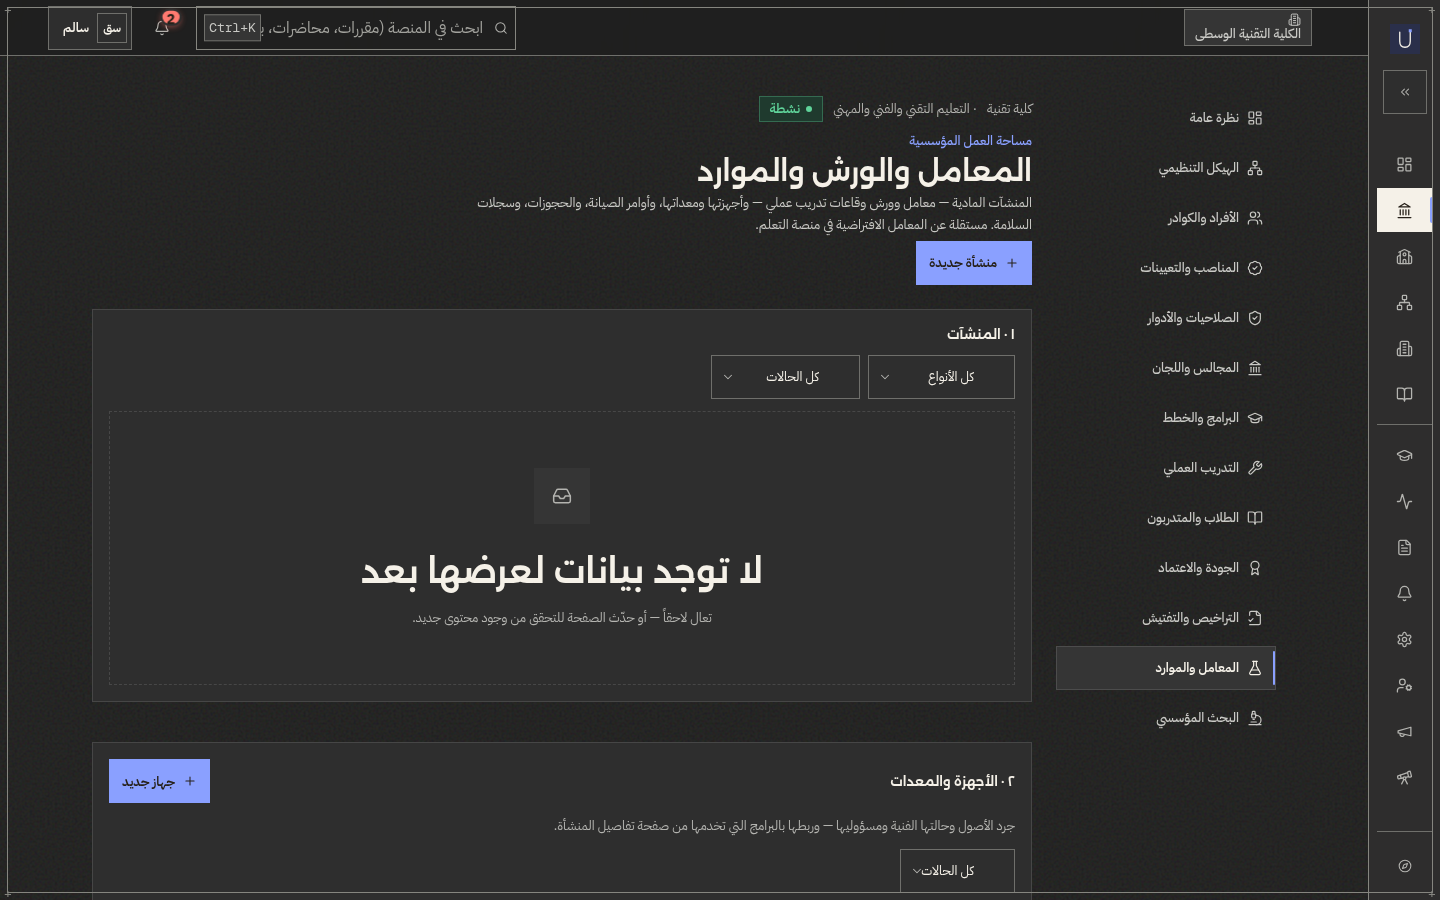 الكلية التقنية الوسطى
ابحث في المنصة (مقررات، محاضرات، ب
Ctrl+K
2
سق
سالم
نظرة عامة
الهيكل التنظيمي
الأفراد والكوادر
المناصب والتعيينات
الصلاحيات والأدوار
المجالس واللجان
البرامج والخطط
التدريب العملي
الطلاب والمتدربون
الجودة والاعتماد
التراخيص والتفتيش
المعامل والموارد
البحث المؤسسي
كلية تقنية · التعليم التقني والفني والمهني
نشطة
مساحة العمل المؤسسية
المعامل والورش والموارد
المنشآت المادية — معامل وورش وقاعات تدريب عملي — وأجهزتها ومعداتها، وأوامر الصيانة، والحجوزات، وسجلات
السلامة. مستقلة عن المعامل الافتراضية في منصة التعلم.
منشأة جديدة
٠١ · المنشآت
كل الأنواع
كل الحالات
لا توجد بيانات لعرضها بعد
تعال لاحقاً — أو حدّث الصفحة للتحقق من وجود محتوى جديد.
٠٢ · الأجهزة والمعدات
جهاز جديد
جرد الأصول وحالتها الفنية ومسؤوليها — وربطها بالبرامج التي تخدمها من صفحة تفاصيل المنشأة.
كل الحالات